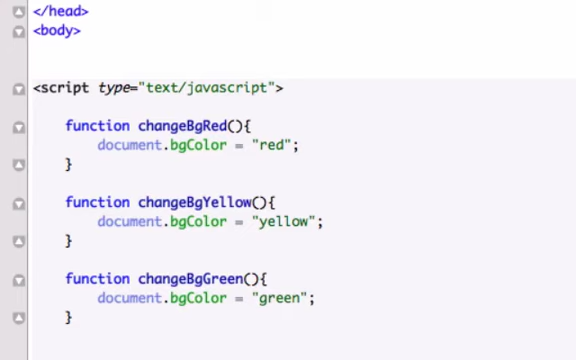 </head>
<body>
<script type="text/javascript">
function changeBgRed(){
document.bgColor = "red";
}
function changeBgYellow(){
document.bgColor = "yellow";
}
function changeBgGreen(){
document.bgColor = "green";
}